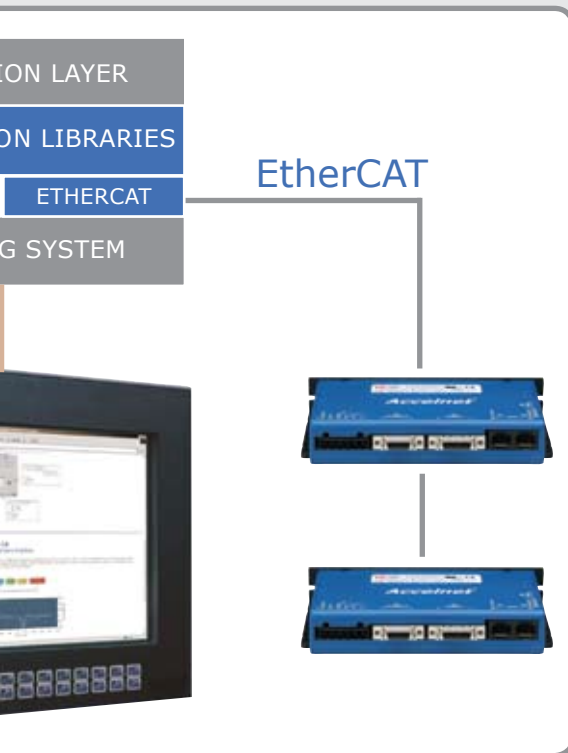 ION LAYER
ON LIBRARIES
ETHERCAT
G SYSTEM
EtherCAT
Accelnet
Accelnet